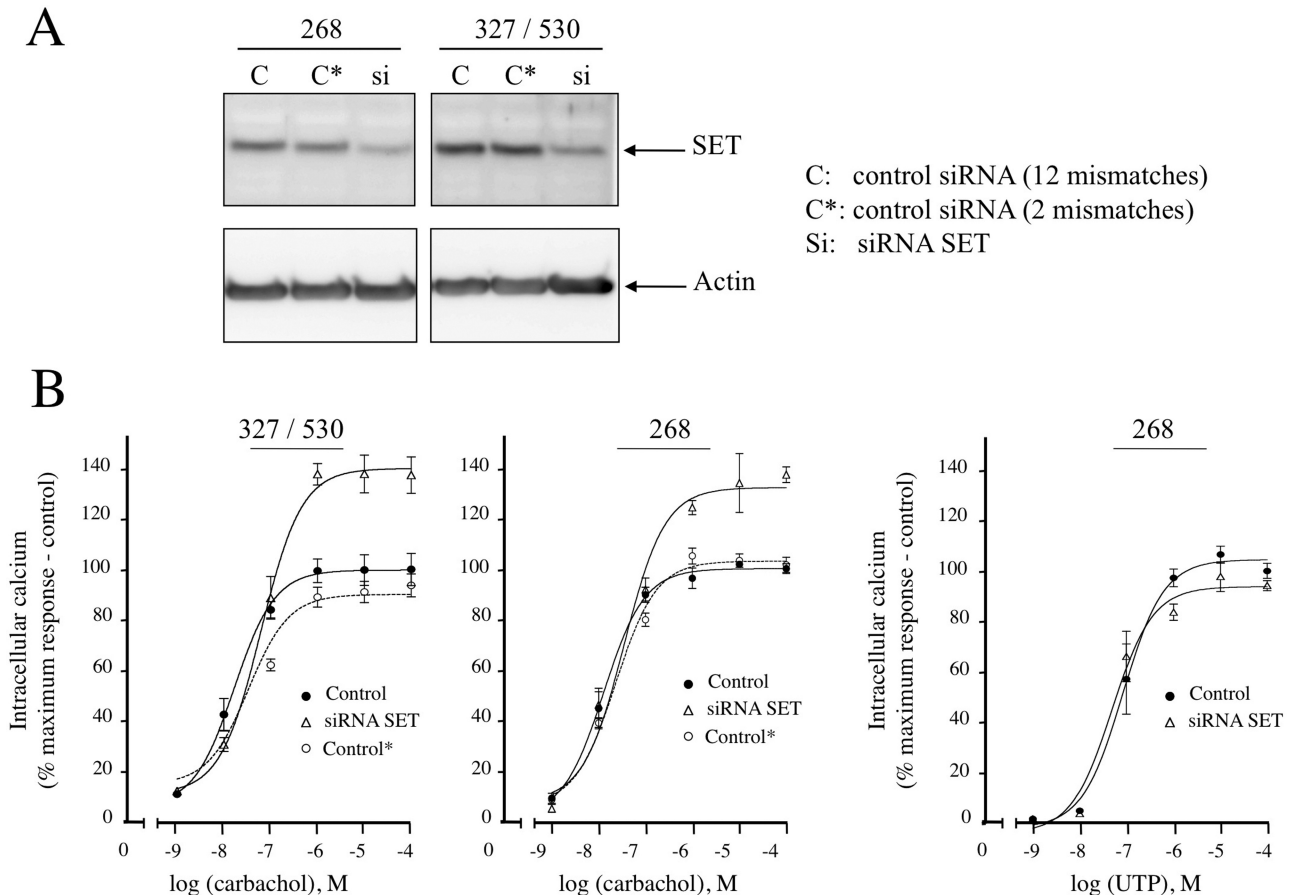 A
268
327 / 530
C C* si
C C* si
SET
Actin
C: control siRNA (12 mismatches)
C*: control siRNA (2 mismatches)
Si: siRNA SET
B
327 / 530
Intracellular calcium
(% maximum response - control)
140
120
100
80
60
40
20
0
Control
siRNA SET
Control*
0 -9 -8 -7 -6 -5 -4
log (carbachol), M
268
140
120
100
80
60
40
20
0
Control
siRNA SET
Control*
0 -9 -8 -7 -6 -5 -4
log (carbachol), M
268
Intracellular calcium
(% maximum response - control)
140
120
100
80
60
40
20
0
Control
siRNA SET
0 -9 -8 -7 -6 -5 -4
log (UTP), M